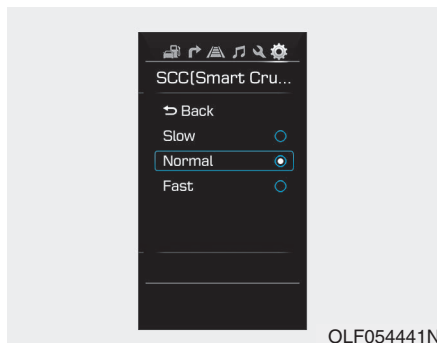 SCC(Smart Cru...
Back
Slow
Normal
Fast
OLF054441N